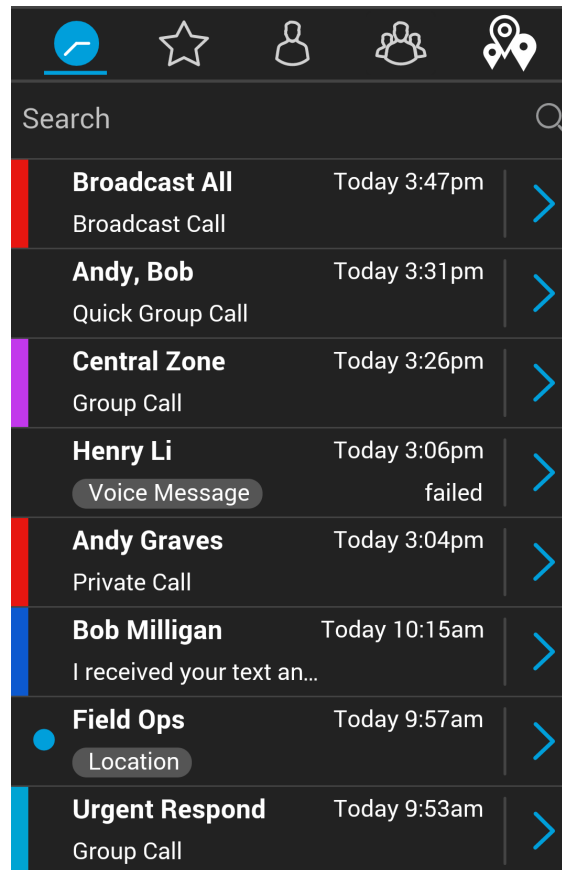 Search
Broadcast All Today 3:47pm
Broadcast Call
Andy, Bob Today 3:31pm
Quick Group Call
Central Zone Today 3:26pm
Group Call
Henry Li Today 3:06pm
Voice Message failed
Andy Graves Today 3:04pm
Private Call
Bob Milligan Today 10:15am
I received your text an...
Field Ops Today 9:57am
Location
Urgent Respond Today 9:53am
Group Call